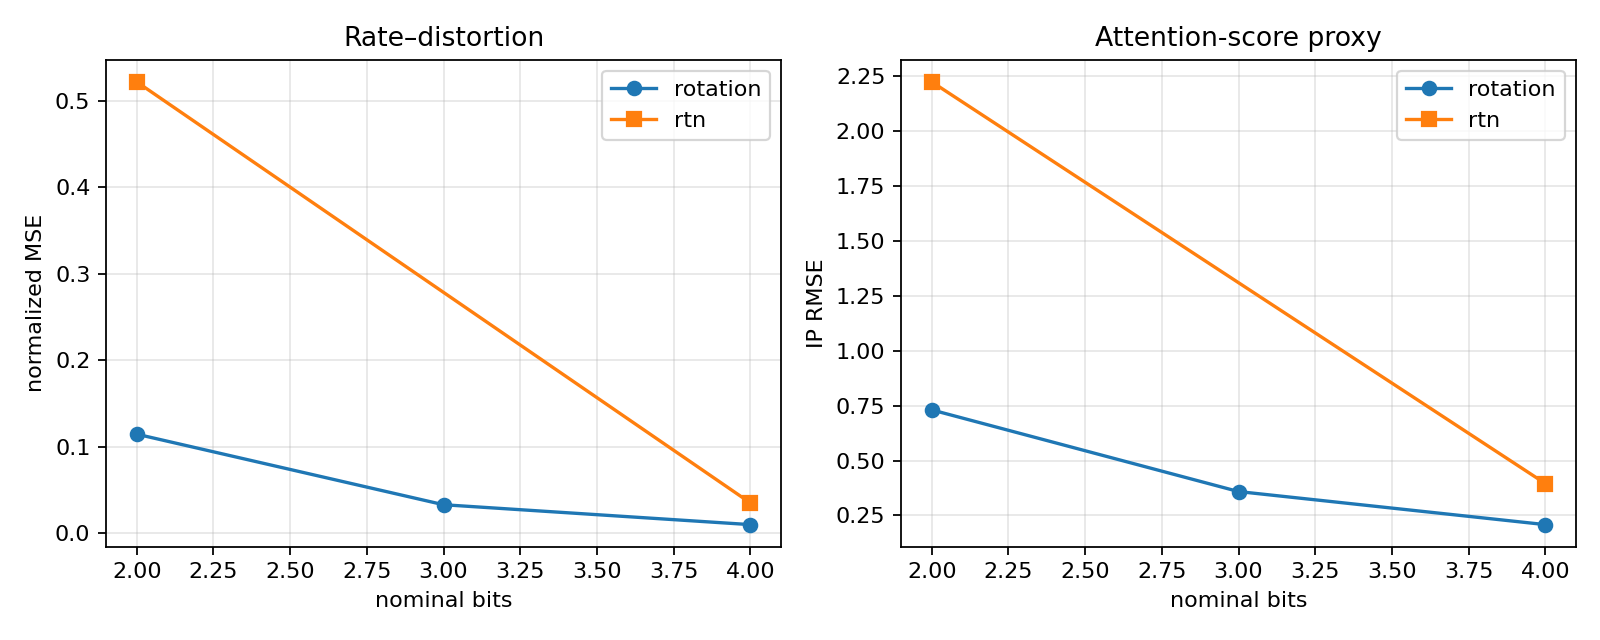 Rate–distortion
normalized MSE
0.5
0.4
0.3
0.2
0.1
0.0
rotation
rtn
2.00 2.25 2.50 2.75 3.00 3.25 3.50 3.75 4.00
nominal bits
Attention-score proxy
IP RMSE
2.25
2.00
1.75
1.50
1.25
1.00
0.75
0.50
0.25
rotation
rtn
2.00 2.25 2.50 2.75 3.00 3.25 3.50 3.75 4.00
nominal bits